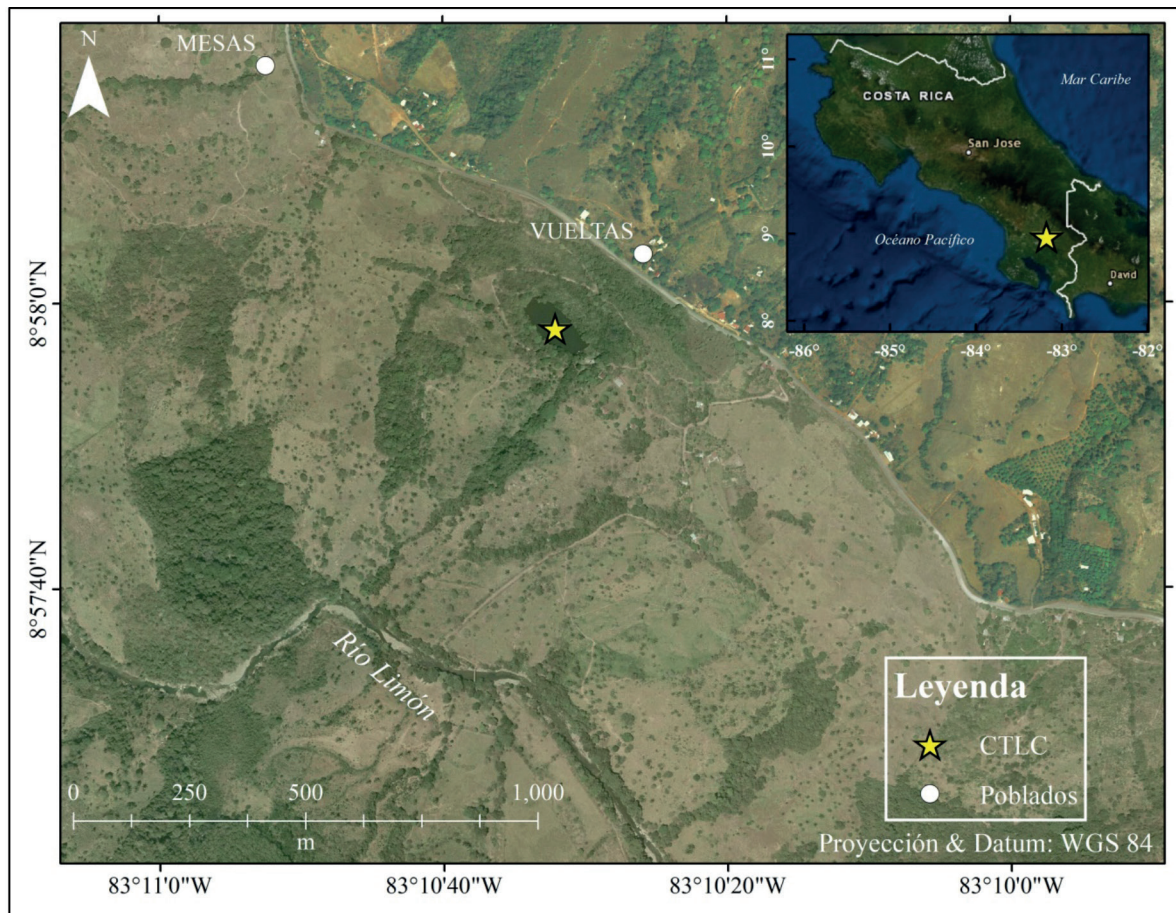 N
MESAS
VUELTAS
COSTA RICA
Mar Caribe
San Jose
Océano Pacífico
David
11°
10°
9°
8°
-86°
-85°
-84°
-83°
-82°
8°58'0"N
8°57'40"N
Río Limón
Leyenda
CTLC
Poblados
0
250
500
1,000
m
Proyección & Datum: WGS 84
83°11'0"W
83°10'40"W
83°10'20"W
83°10'0"W